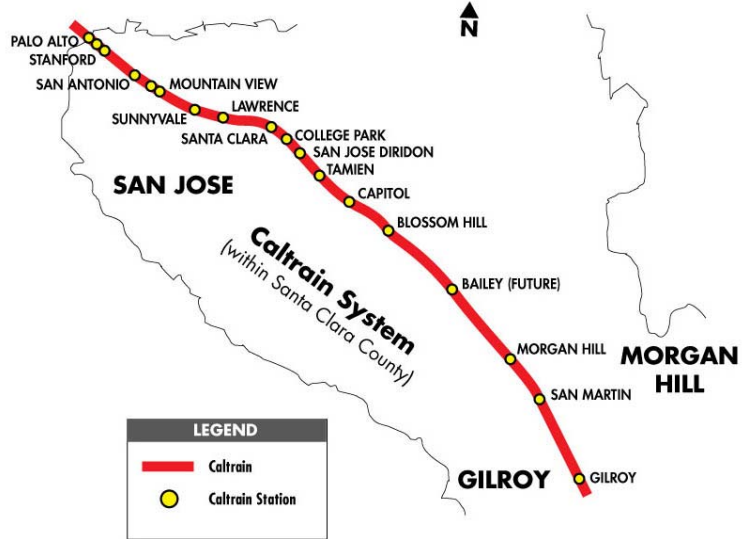 N
PALO ALTO
STANFORD
SAN ANTONIO
MOUNTAIN VIEW
SUNNYVALE
LAWRENCE
SANTA CLARA
COLLEGE PARK
SAN JOSE DIRIDON
TAMIEN
SAN JOSE
CAPITOL
BLOSSOM HILL
Caltrain System
(within Santa Clara County)
BAILEY (FUTURE)
MORGAN HILL
MORGAN
HILL
SAN MARTIN
LEGEND
Caltrain
Caltrain Station
GILROY
GILROY